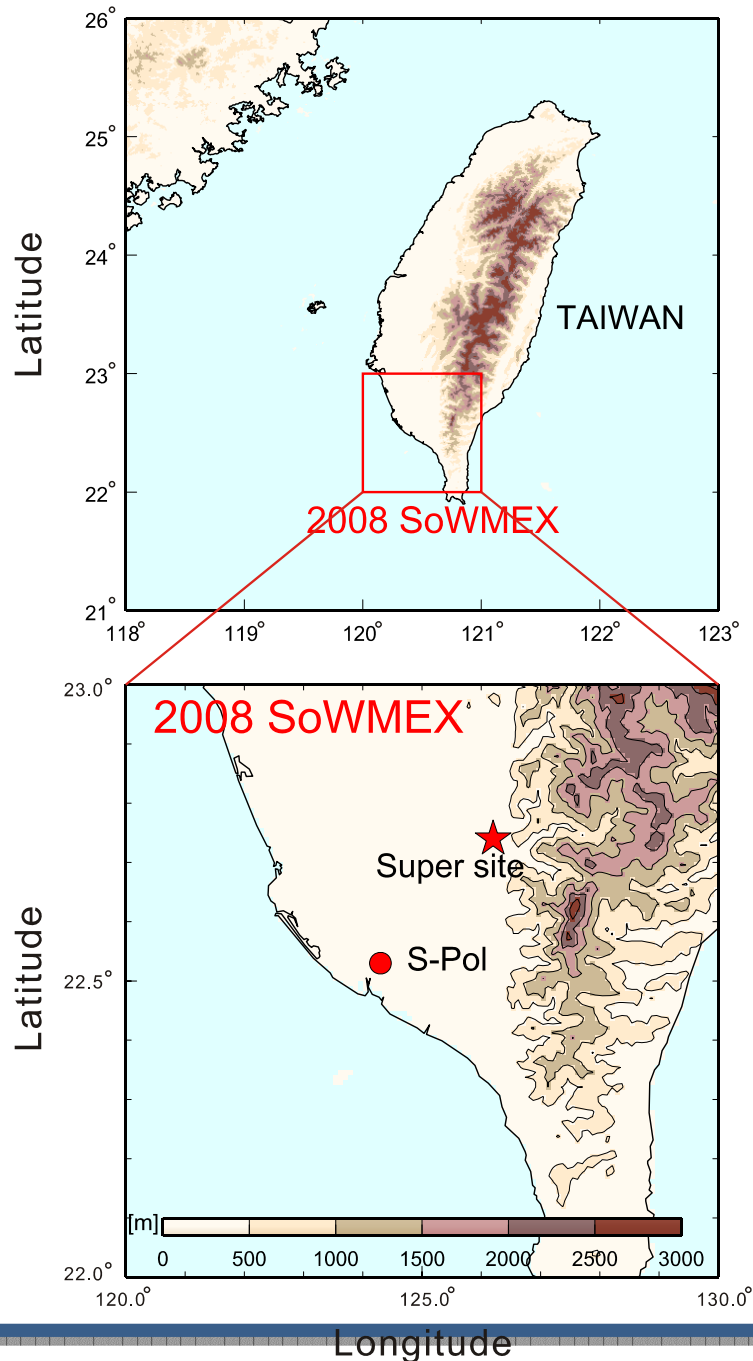 26°
25°
24°
23°
22°
21°
Latitude
TAIWAN
2008 SoWMEX
118° 119° 120° 121° 122° 123°
23.0°
22.5°
22.0°
Latitude
2008 SoWMEX
Super site
S-Pol
[m]
0 500 1000 1500 2000 2500 3000
120.0° 125.0° 130.0°
Longitude